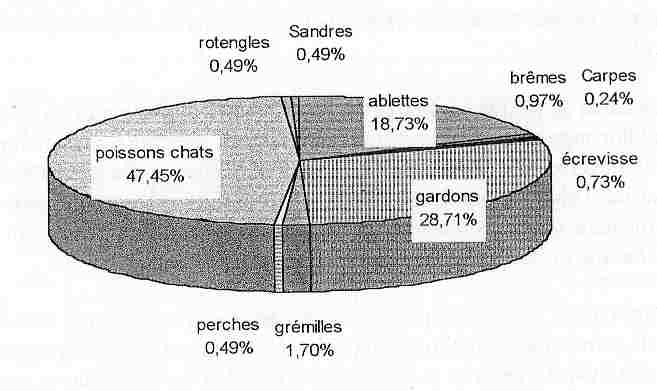 Sandres
0,49%
rotengles
0,49%
ablettes
18,73%
brêmes
0,97%
Carpes
0,24%
poissons chats
47,45%
écrevisse
0,73%
gardons
28,71%
perches
0,49%
grémilles
1,70%